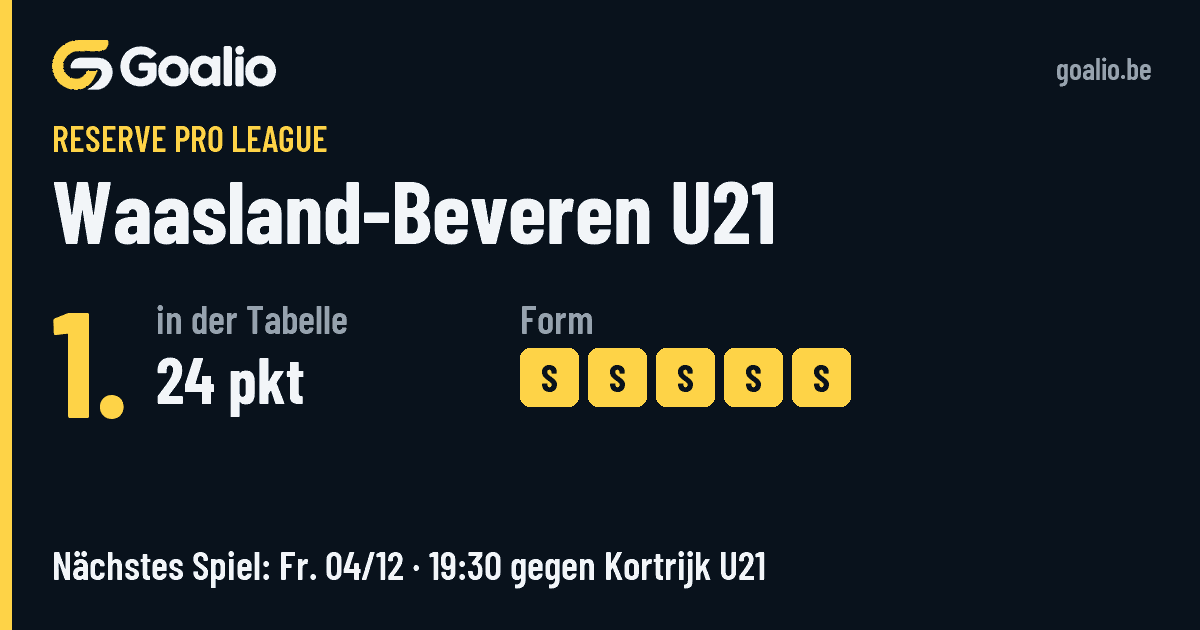 Goalio
goalio.be
RESERVE PRO LEAGUE
Waasland-Beveren U21
1.
in der Tabelle
24 pkt
Form
S S S S S
Nächstes Spiel: Fr. 04/12 · 19:30 gegen Kortrijk U21